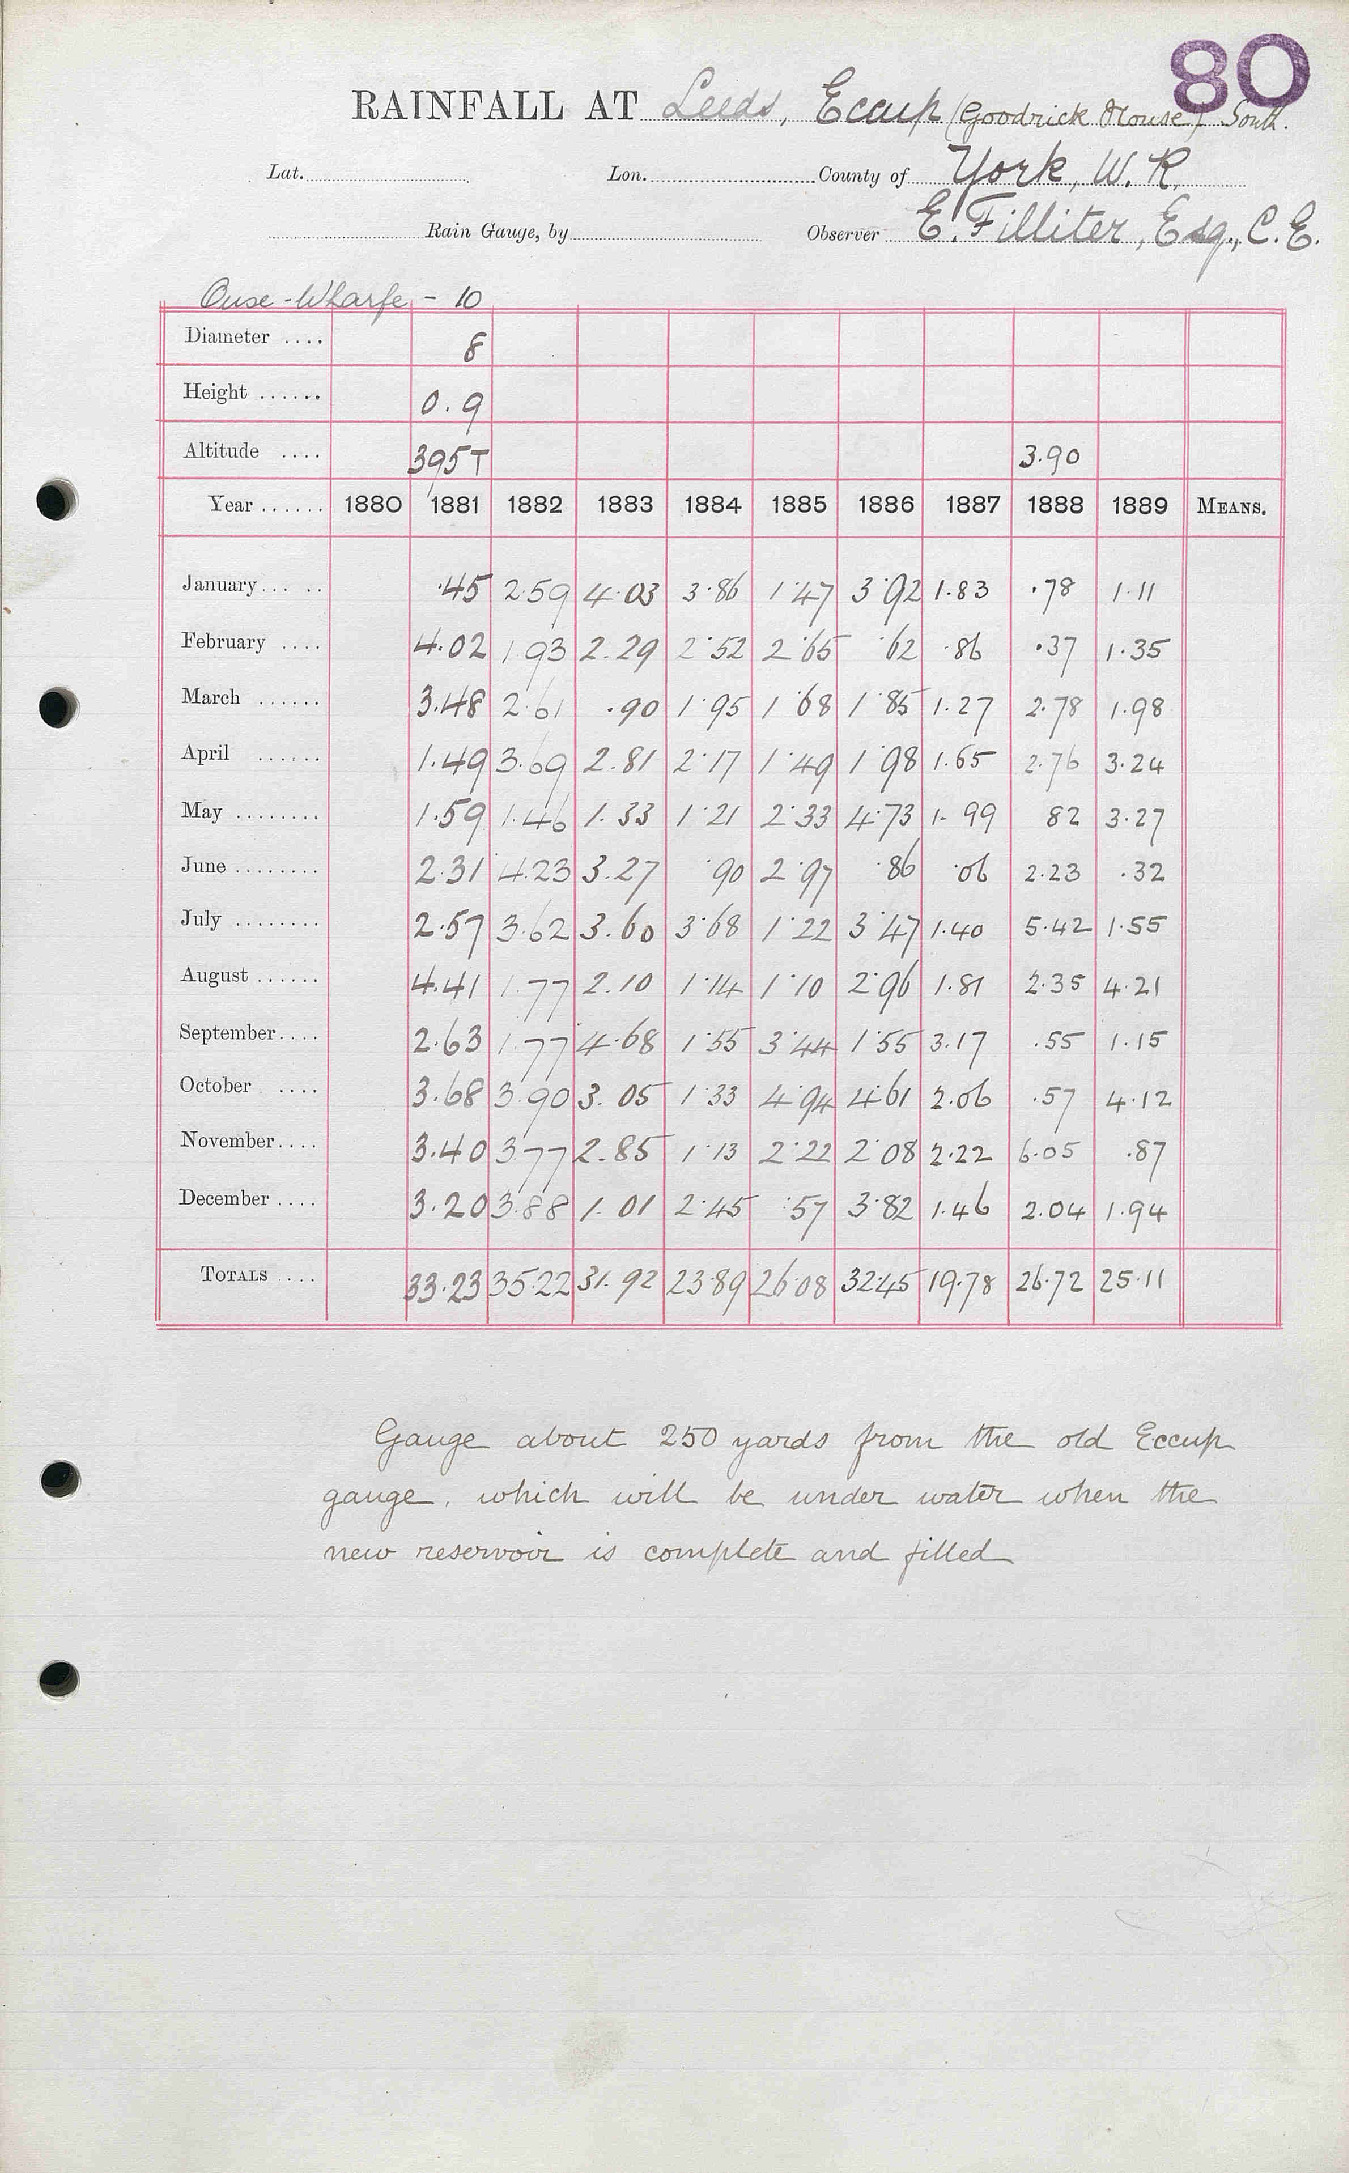 80
RAINFALL AT Leeds, Eccup (Goodrick House) South.
Lat. Lon. County of York, W. R.
Rain Gauge, by Observer E. Filliter, Esq., C. E.
Ouse - Wharfe - 10
Diameter .... 8
Height ...... 0.9
Altitude .... 395T 3.90
Year ...... 1880 1881 1882 1883 1884 1885 1886 1887 1888 1889 MEANS.
January... .. .45 2.59 4.03 3.86 1.47 3.92 1.83 .78 1.11
February .... 4.02 1.93 2.29 2.52 2.65 .62 .86 .37 1.35
March ...... 3.48 2.61 .90 1.95 1.68 1.85 1.27 2.78 1.98
April ...... 1.49 3.69 2.81 2.17 1.49 1.98 1.65 2.76 3.24
May ........ 1.59 1.46 1.33 1.21 2.33 4.73 1.99 82 3.27
June ........ 2.31 4.23 3.27 .90 2.97 .86 .06 2.23 .32
July ........ 2.57 3.62 3.60 3.68 1.22 3.47 1.40 5.42 1.55
August ...... 4.41 1.77 2.10 1.14 1.10 2.96 1.81 2.35 4.21
September.... 2.63 1.77 4.68 1.55 3.44 1.55 3.17 .55 1.15
October .... 3.68 3.90 3.05 1.33 4.94 4.61 2.06 .57 4.12
November.... 3.40 3.77 2.85 1.13 2.22 2.08 2.22 6.05 .87
December .... 3.20 3.88 1.01 2.45 .57 3.82 1.46 2.04 1.94
TOTALS .... 33.23 35.22 31.92 23.89 26.08 32.45 19.78 26.72 25.11
Gauge about 250 yards from the old Eccup
gauge, which will be under water when the
new reservoir is complete and filled